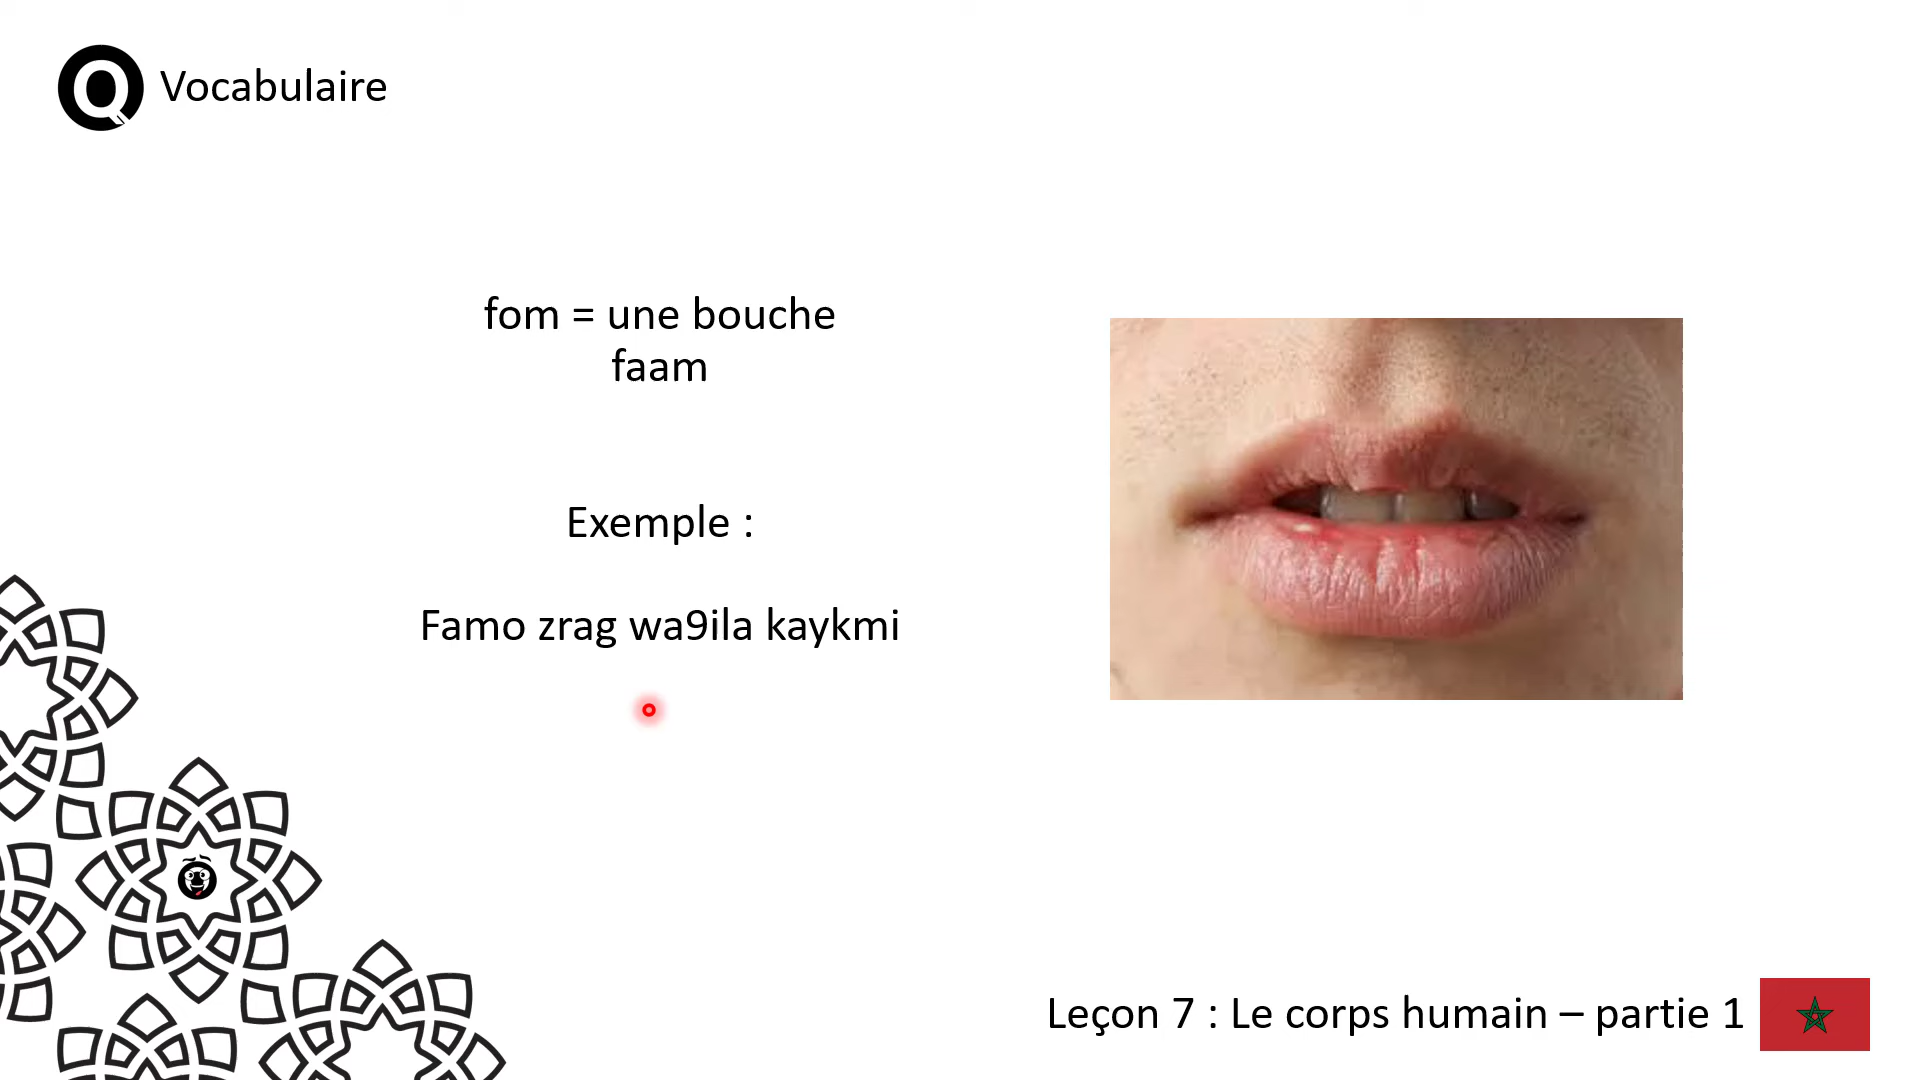 Vocabulaire
fom = une bouche
faam
Exemple :
Famo zrag wa9ila kaykmi
Leçon 7 : Le corps humain – partie 1